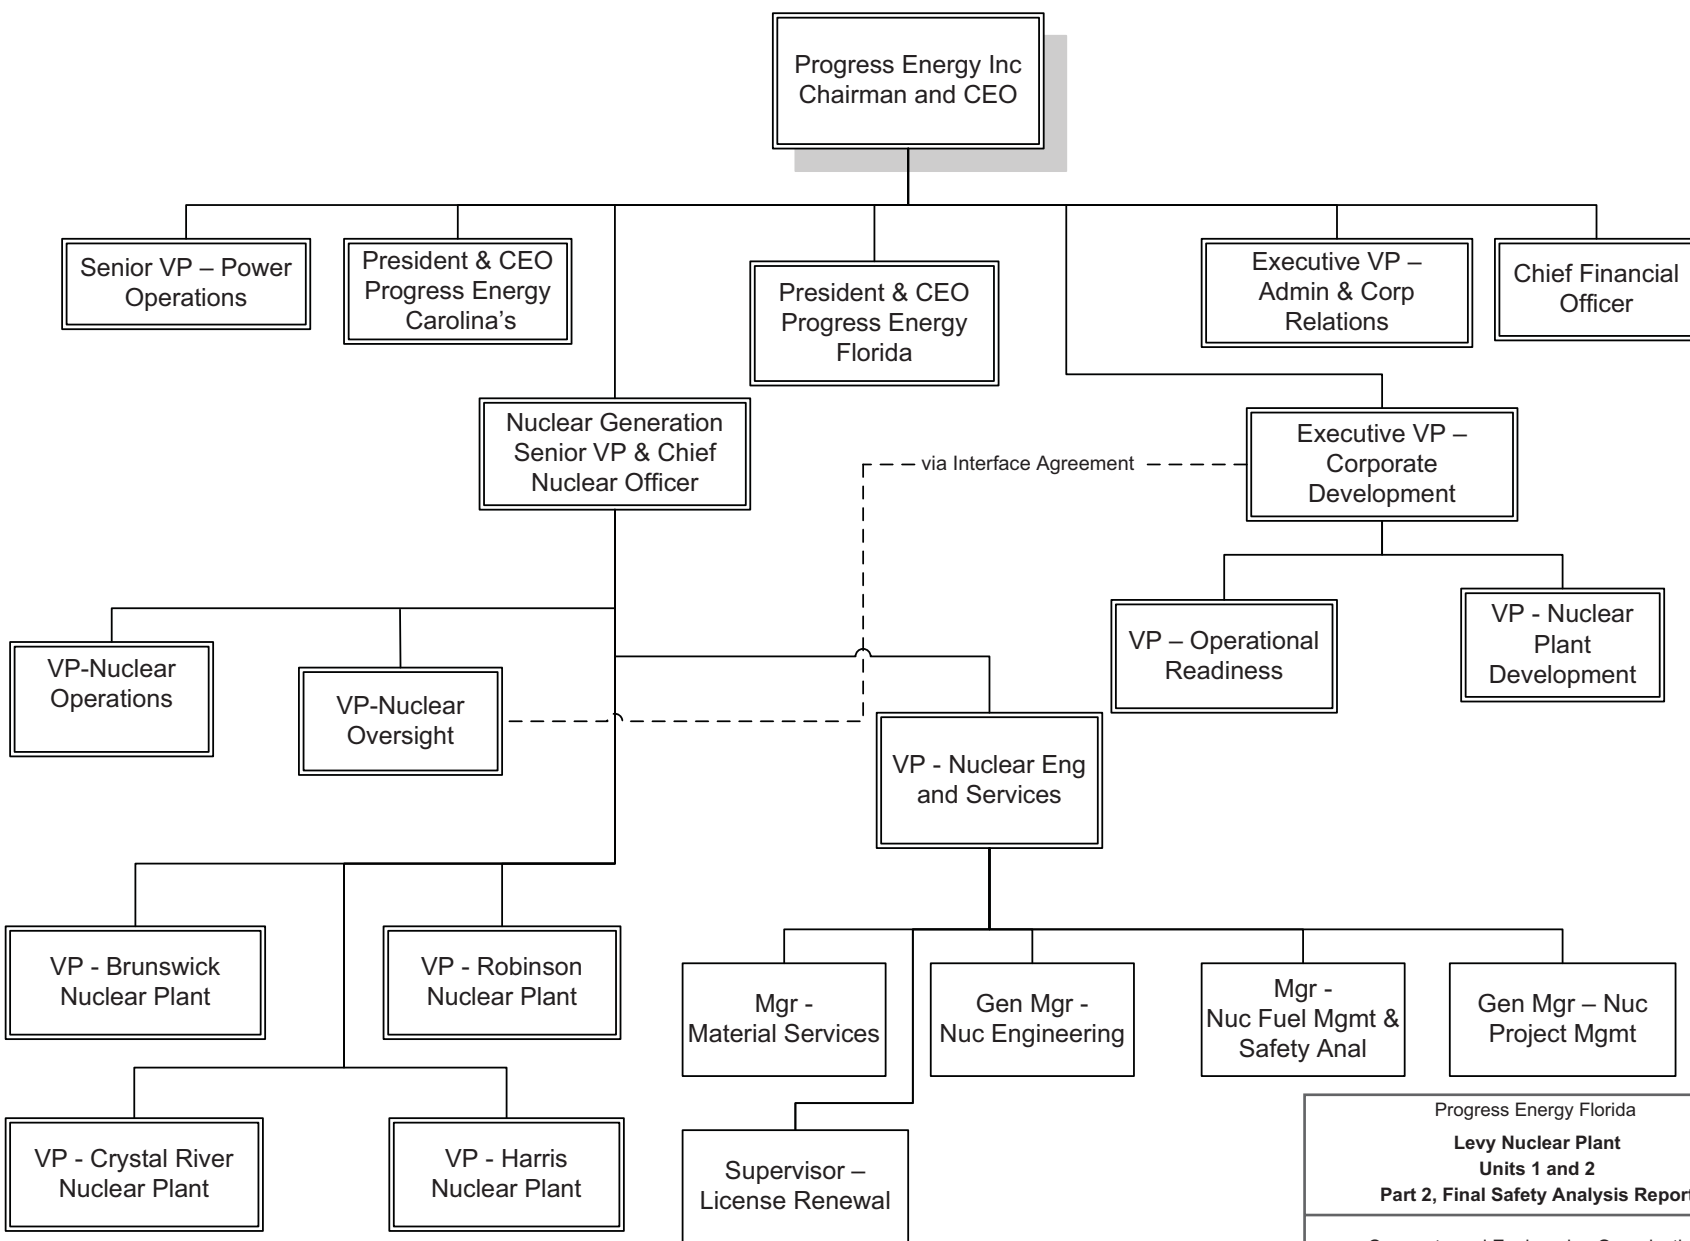 Progress Energy Inc
Chairman and CEO
Senior VP – Power
Operations
President & CEO
Progress Energy
Carolina's
President & CEO
Progress Energy
Florida
Executive VP –
Admin & Corp
Relations
Chief Financial
Officer
Nuclear Generation
Senior VP & Chief
Nuclear Officer
via Interface Agreement
Executive VP –
Corporate
Development
VP-Nuclear
Operations
VP-Nuclear
Oversight
VP – Operational
Readiness
VP - Nuclear
Plant
Development
VP - Nuclear Eng
and Services
VP - Brunswick
Nuclear Plant
VP - Robinson
Nuclear Plant
Mgr -
Material Services
Gen Mgr -
Nuc Engineering
Mgr -
Nuc Fuel Mgmt &
Safety Anal
Gen Mgr – Nuc
Project Mgmt
VP - Crystal River
Nuclear Plant
VP - Harris
Nuclear Plant
Supervisor –
License Renewal
Progress Energy Florida
Levy Nuclear Plant
Units 1 and 2
Part 2, Final Safety Analysis Report